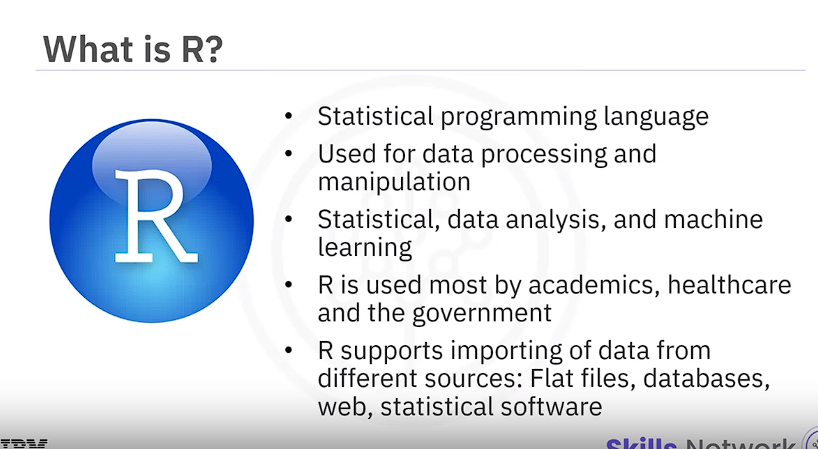 What is R?
R
• Statistical programming language
• Used for data processing and
manipulation
• Statistical, data analysis, and machine
learning
• R is used most by academics, healthcare
and the government
• R supports importing of data from
different sources: Flat files, databases,
web, statistical software
IBM
Skills Network